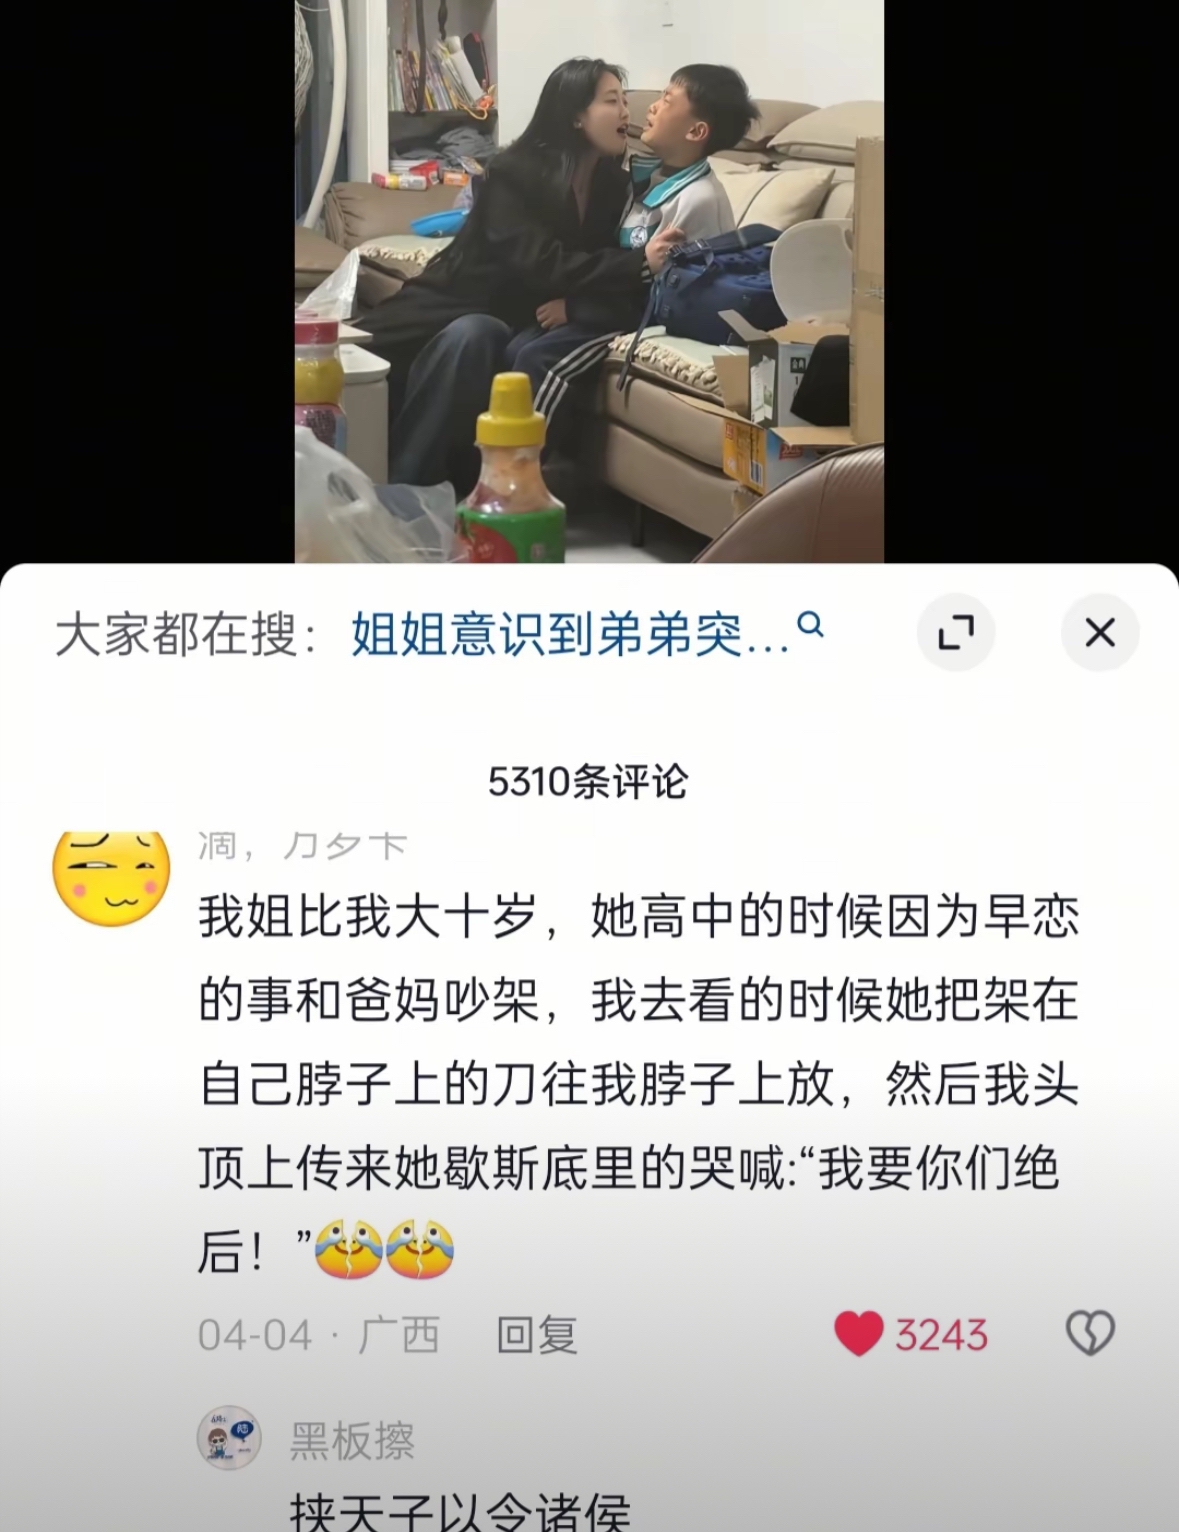 大家都在搜：姐姐意识到弟弟突...
5310条评论
我姐比我大十岁，她高中的时候因为早恋
的事和爸妈吵架，我去看的时候她把架在
自己脖子上的刀往我脖子上放，然后我头
顶上传来她歇斯底里的哭喊:“我要你们绝
后！”
04-04 · 广西 回复 3243
黑板擦
挟天子以令诸侯